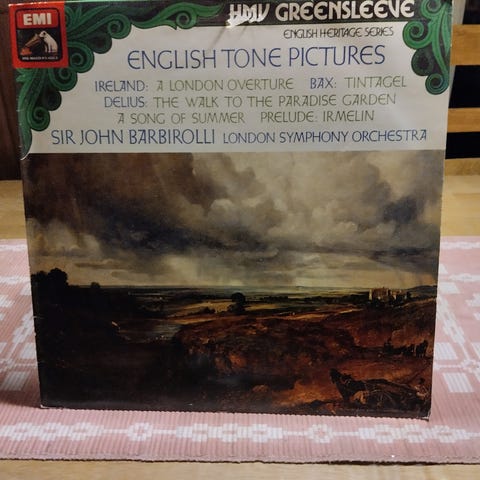 EMI
HMV GREENSLEEVE
ENGLISH HERITAGE SERIES
ENGLISH TONE PICTURES
IRELAND: A LONDON OVERTURE BAX: TINTAGEL
DELIUS: THE WALK TO THE PARADISE GARDEN
A SONG OF SUMMER PRELUDE: IRMELIN
SIR JOHN BARBIROLLI LONDON SYMPHONY ORCHESTRA